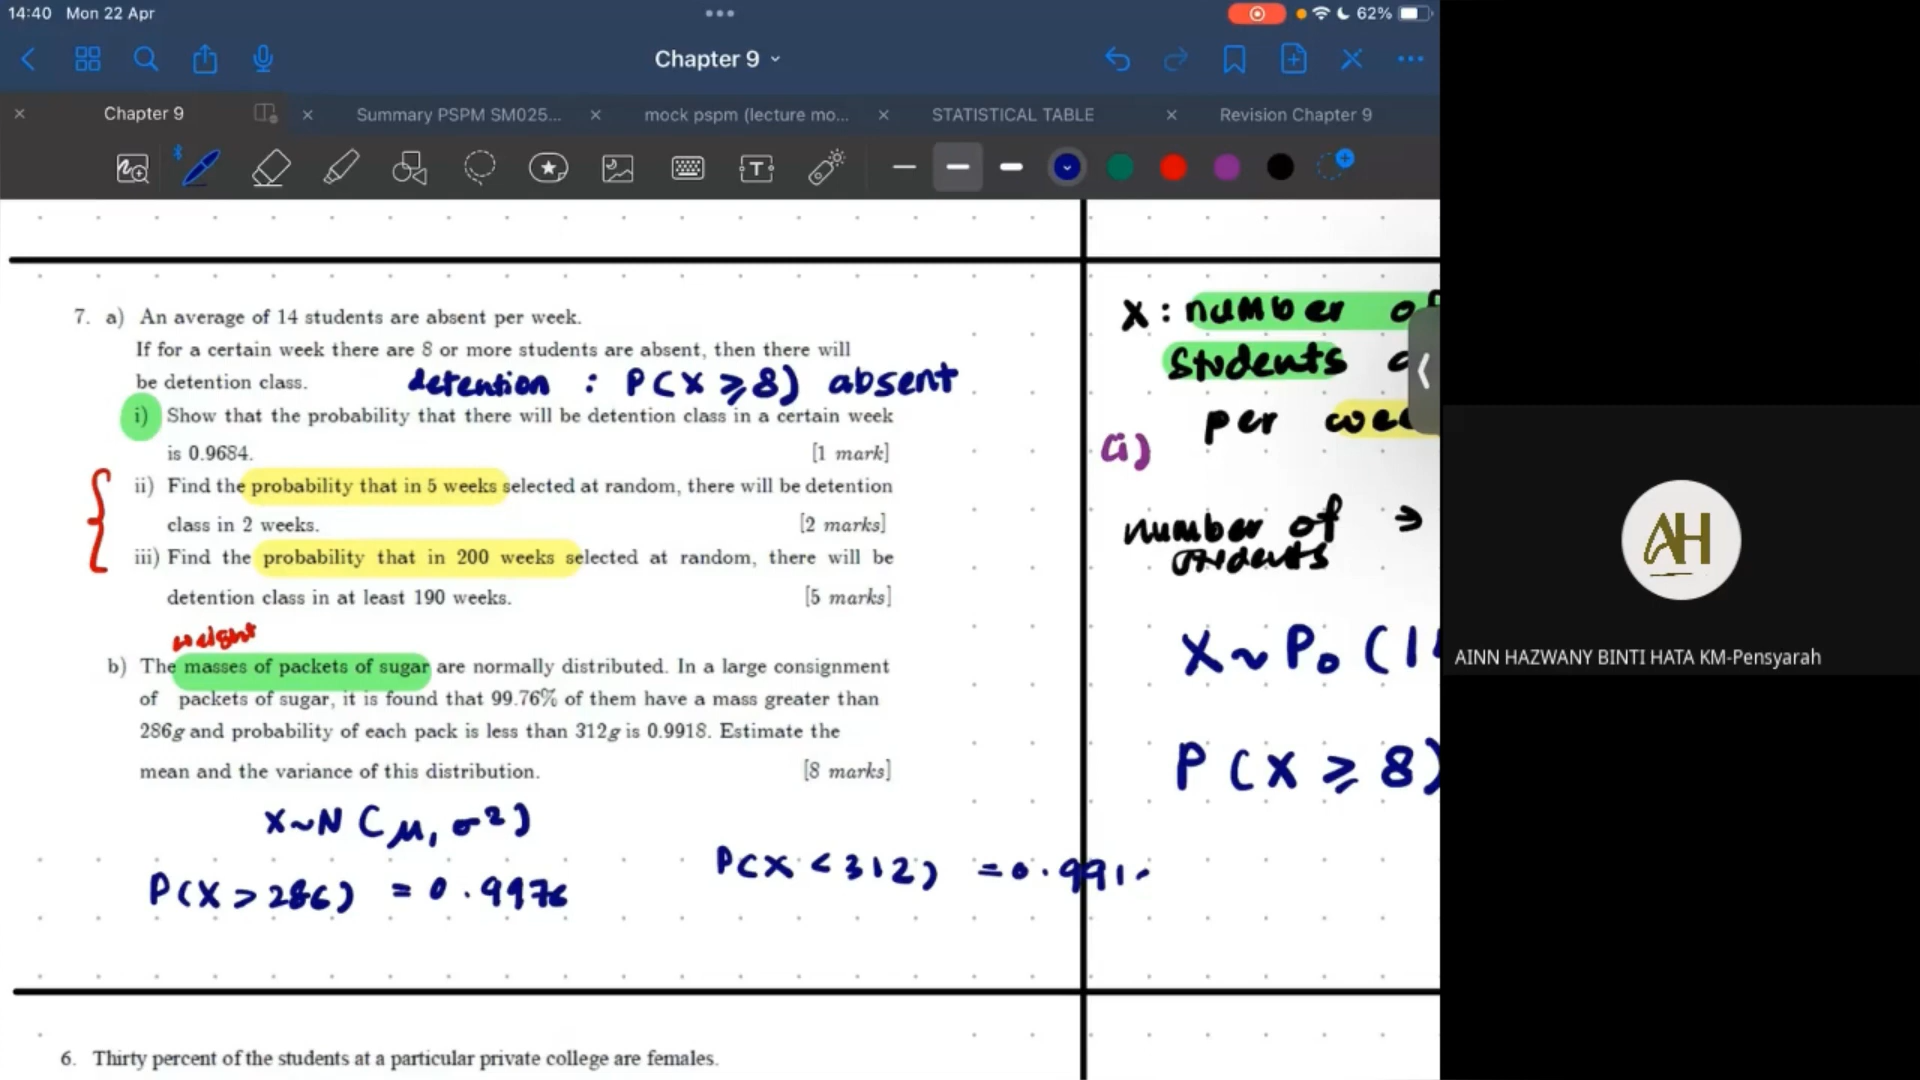 14:40 Mon 22 Apr
62%
Chapter 9
Chapter 9
Summary PSPM SM025...
mock pspm (lecture mo...
STATISTICAL TABLE
Revision Chapter 9
7. a) An average of 14 students are absent per week.
If for a certain week there are 8 or more students are absent, then there will
be detention class.
detention : P(X ≥ 8) absent
i) Show that the probability that there will be detention class in a certain week
is 0.9684. [1 mark]
ii) Find the probability that in 5 weeks selected at random, there will be detention
class in 2 weeks. [2 marks]
iii) Find the probability that in 200 weeks selected at random, there will be
detention class in at least 190 weeks. [5 marks]
weight
b) The masses of packets of sugar are normally distributed. In a large consignment
of packets of sugar, it is found that 99.76% of them have a mass greater than
286g and probability of each pack is less than 312g is 0.9918. Estimate the
mean and the variance of this distribution. [8 marks]
X~N (μ, σ²)
P(X > 286) = 0.9976
P(X < 312) = 0.991
6. Thirty percent of the students at a particular private college are females.
X : number of
students
per wee
(i)
number of →
students
X ~ Po (1
P (X ≥ 8)
AH
AINN HAZWANY BINTI HATA KM-Pensyarah